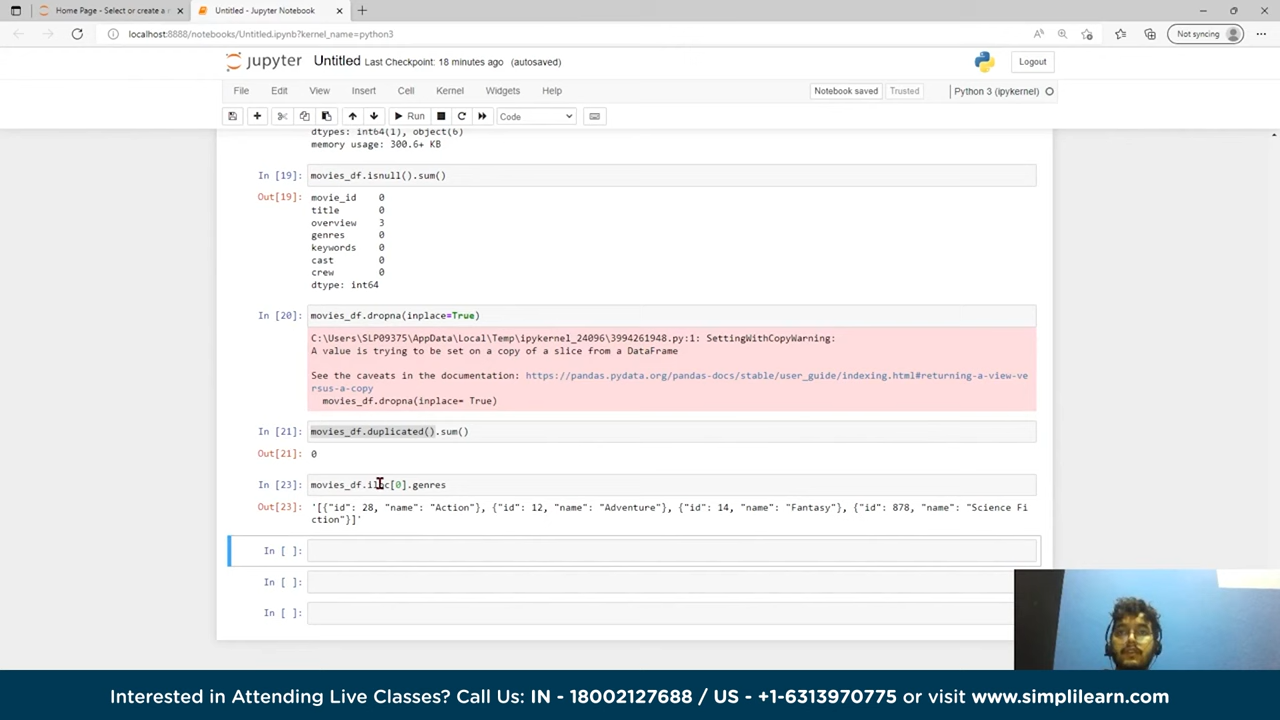 Home Page - Select or create a n
Untitled - Jupyter Notebook
localhost:8888/notebooks/Untitled.ipynb?kernel_name=python3
Not syncing
jupyter Untitled Last Checkpoint: 18 minutes ago (autosaved)
Logout
File Edit View Insert Cell Kernel Widgets Help
Notebook saved Trusted Python 3 (ipykernel)
Run Code
dtypes: int64(1), object(6)
memory usage: 300.6+ KB
In [19]: movies_df.isnull().sum()
Out[19]: movie_id 0
title 0
overview 3
genres 0
keywords 0
cast 0
crew 0
dtype: int64
In [20]: movies_df.dropna(inplace=True)
C:\Users\SLP09375\AppData\Local\Temp\ipykernel_24096\3994261948.py:1: SettingWithCopyWarning:
A value is trying to be set on a copy of a slice from a DataFrame
See the caveats in the documentation: https://pandas.pydata.org/pandas-docs/stable/user_guide/indexing.html#returning-a-view-ve
rsus-a-copy
movies_df.dropna(inplace= True)
In [21]: movies_df.duplicated().sum()
Out[21]: 0
In [23]: movies_df.iloc[0].genres
Out[23]: '[{"id": 28, "name": "Action"}, {"id": 12, "name": "Adventure"}, {"id": 14, "name": "Fantasy"}, {"id": 878, "name": "Science Fi
ction"}]'
In [ ]:
In [ ]:
In [ ]:
Interested in Attending Live Classes? Call Us: IN - 18002127688 / US - +1-6313970775 or visit www.simplilearn.com